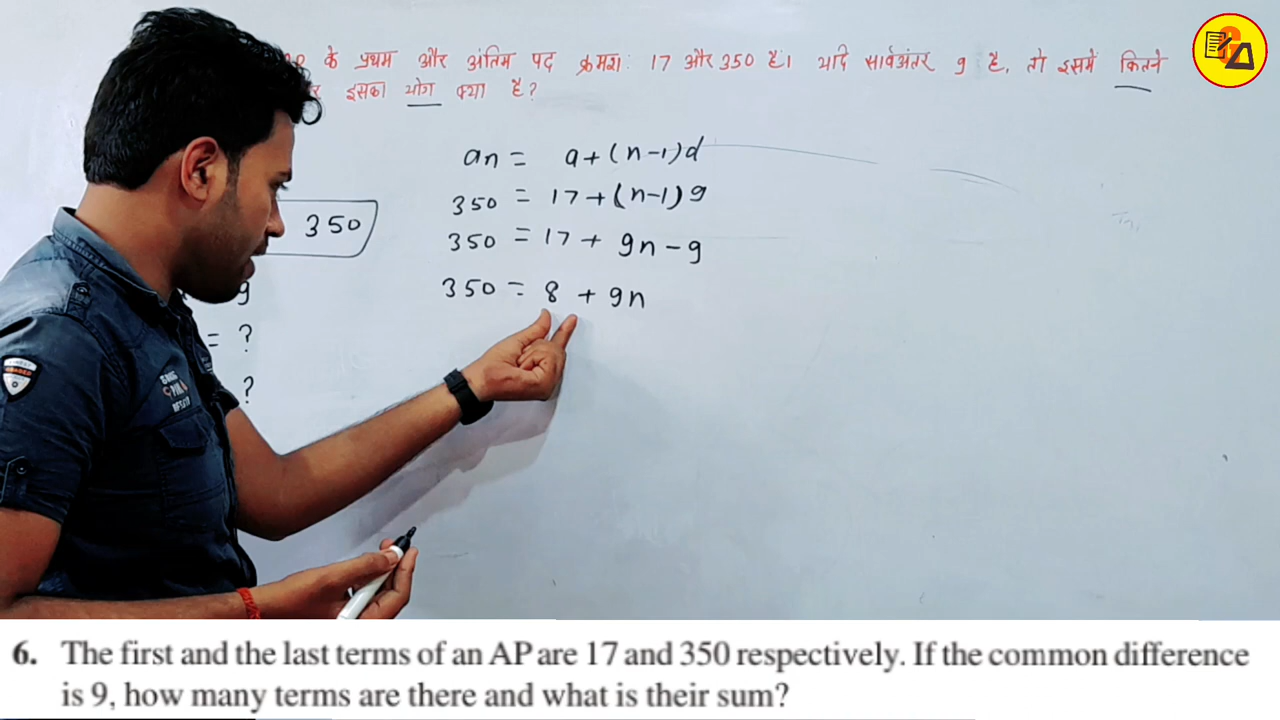 के प्रथम और अंतिम पद क्रमशः 17 और 350 है। यदि सार्वअंतर 9 है, तो इसमें कितने
इसका योग क्या है?
an = a+(n-1)d
350 = 17+(n-1)9
350
350 = 17 + 9n - 9
9
350 = 8 + 9n
= ?
?
6. The first and the last terms of an AP are 17 and 350 respectively. If the common difference
is 9, how many terms are there and what is their sum?